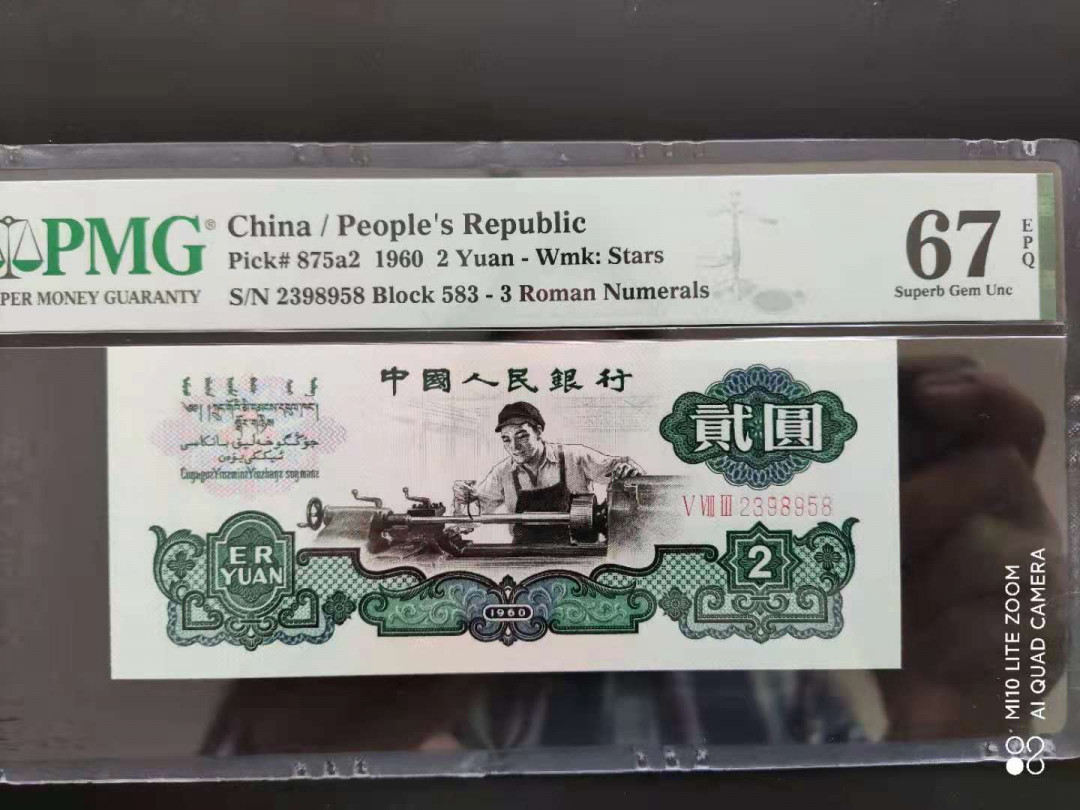 PMG®
PER MONEY GUARANTY
China / People's Republic
Pick# 875a2 1960 2 Yuan - Wmk: Stars
S/N 2398958 Block 583 - 3 Roman Numerals
67
EPQ
Superb Gem Unc
中國人民銀行
貳圓
V VIII III 2398958
ER
YUAN
2
1960
MI10 LITE ZOOM
AI QUAD CAMERA